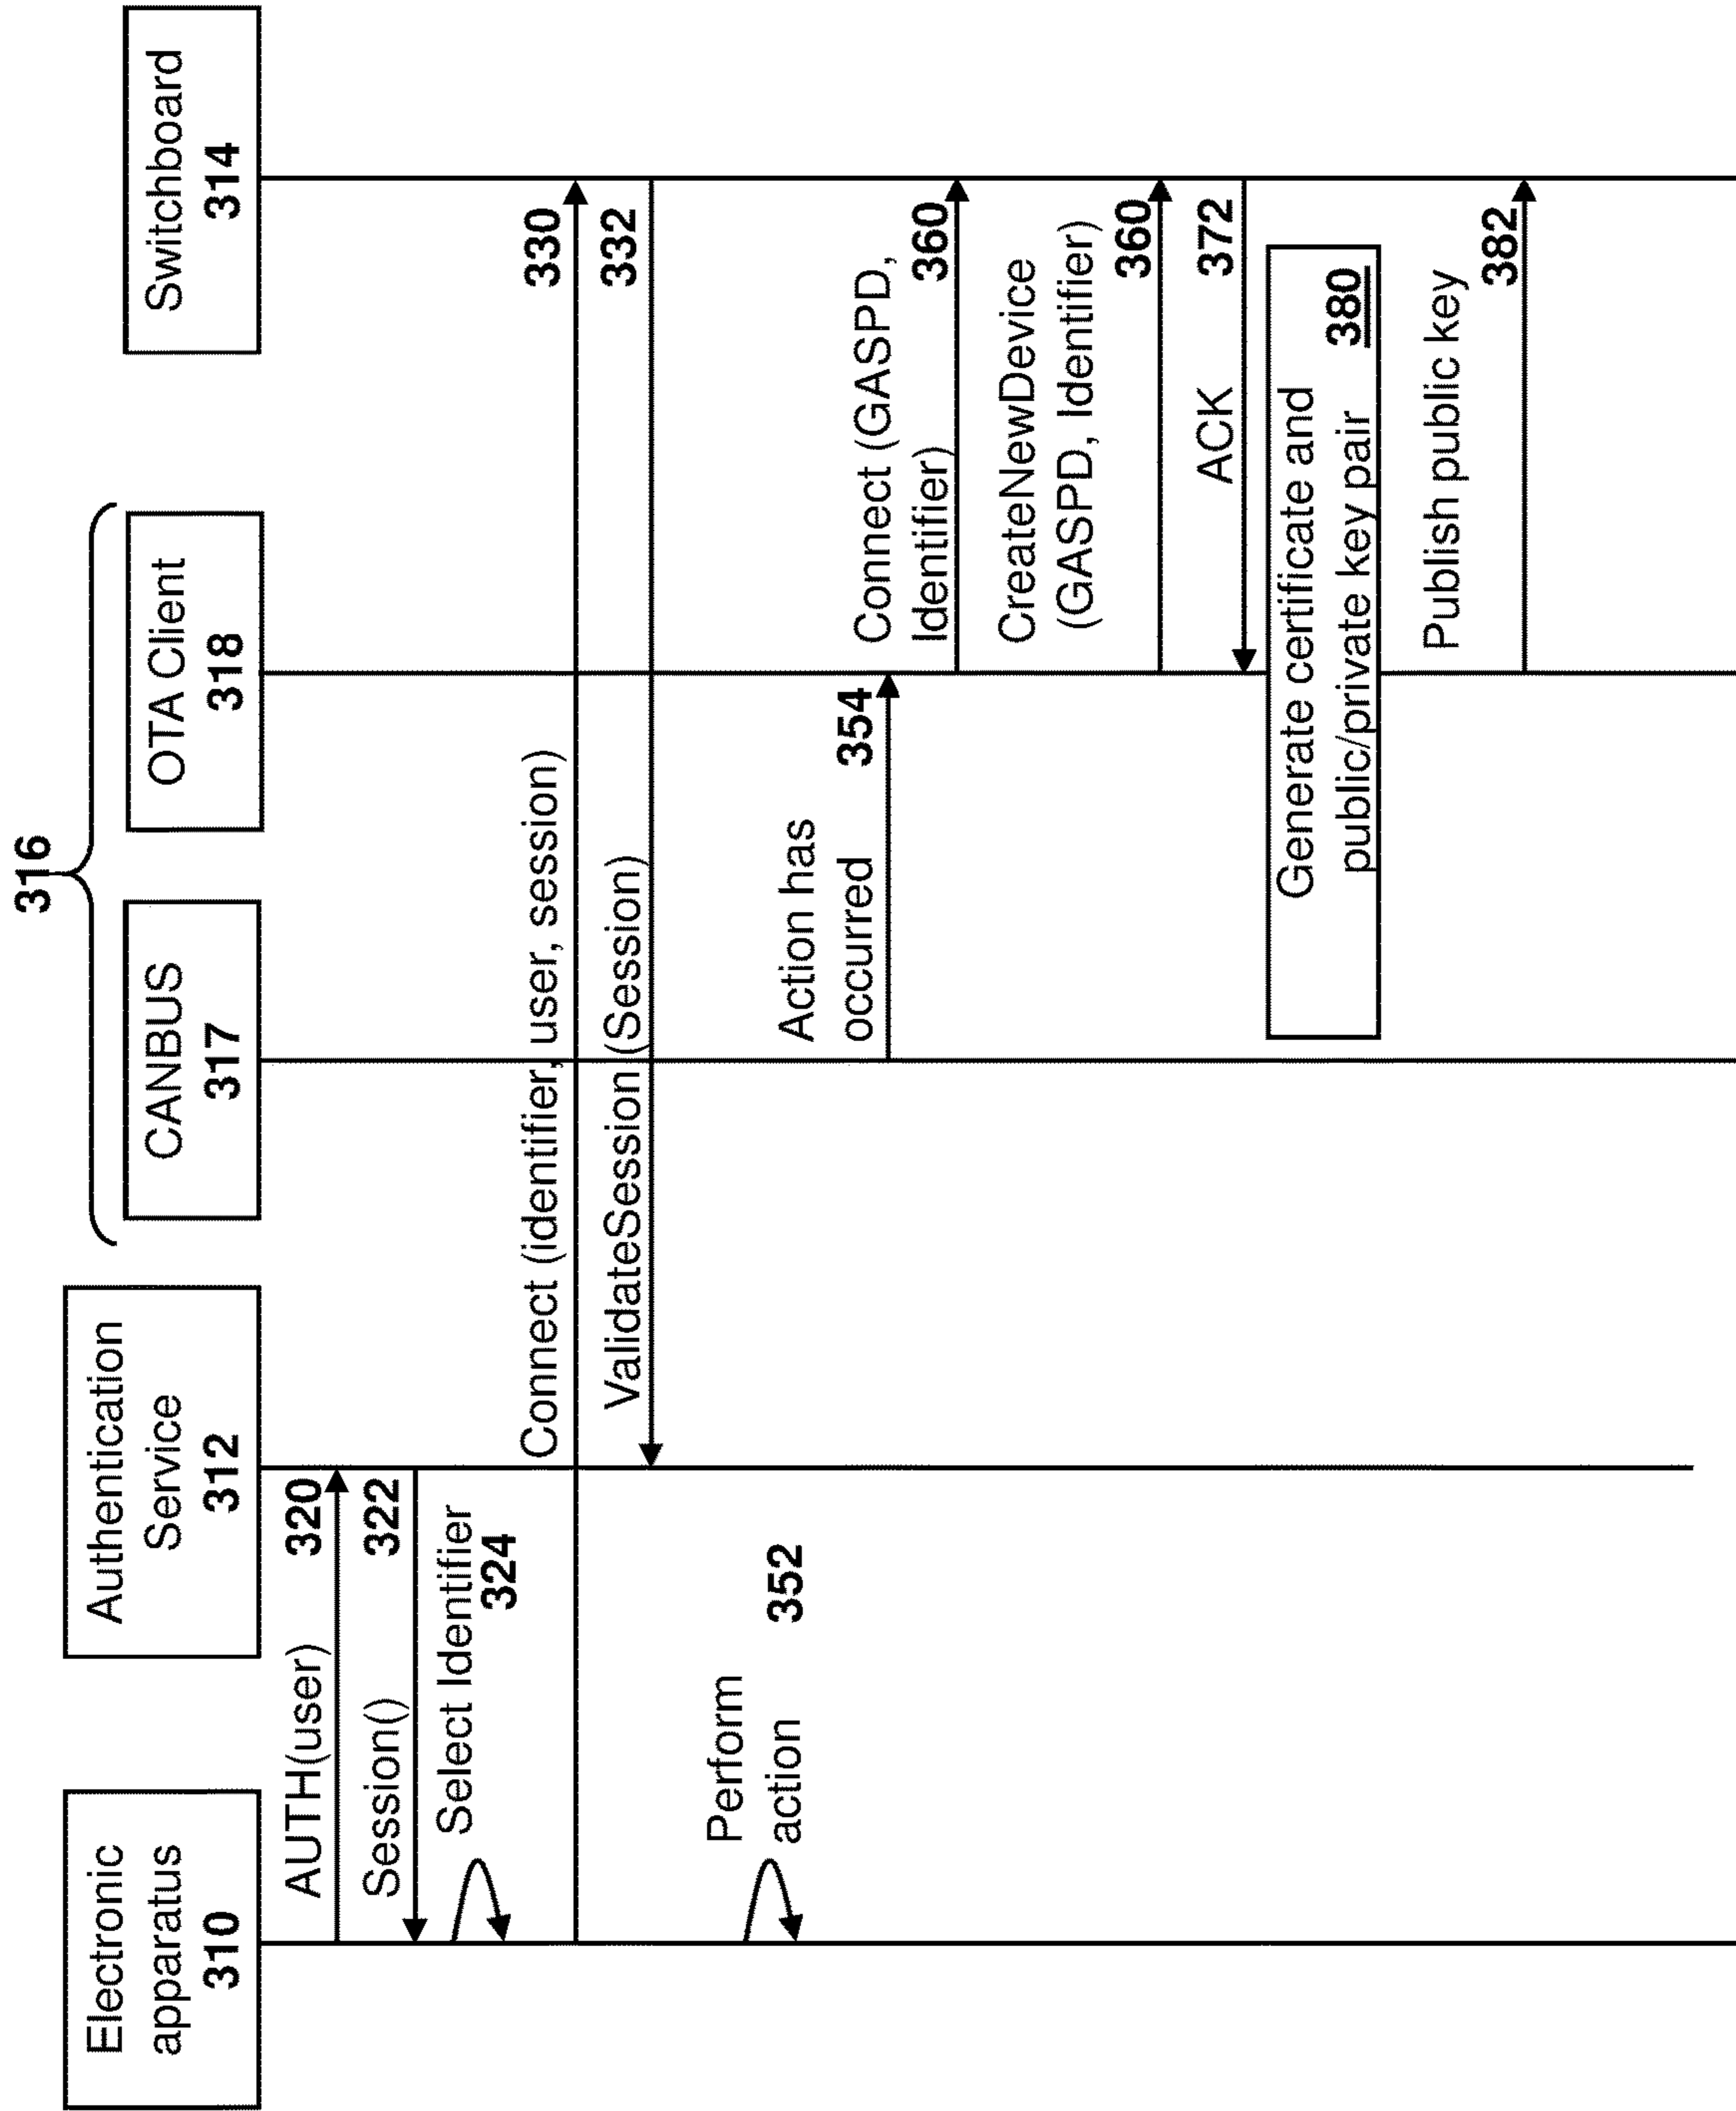 316
Electronic
apparatus
310
Authentication
Service
312
CANBUS
317
OTA Client
318
Switchboard
314
AUTH(user)
320
Session()
322
Select Identifier
324
Connect (identifier, user, session)
330
ValidateSession (Session)
332
Perform
action
352
Action has
occurred
354
Connect (GASPD,
Identifier)
360
CreateNewDevice
(GASPD, Identifier)
360
ACK
372
Generate certificate and
public/private key pair
380
Publish public key
382